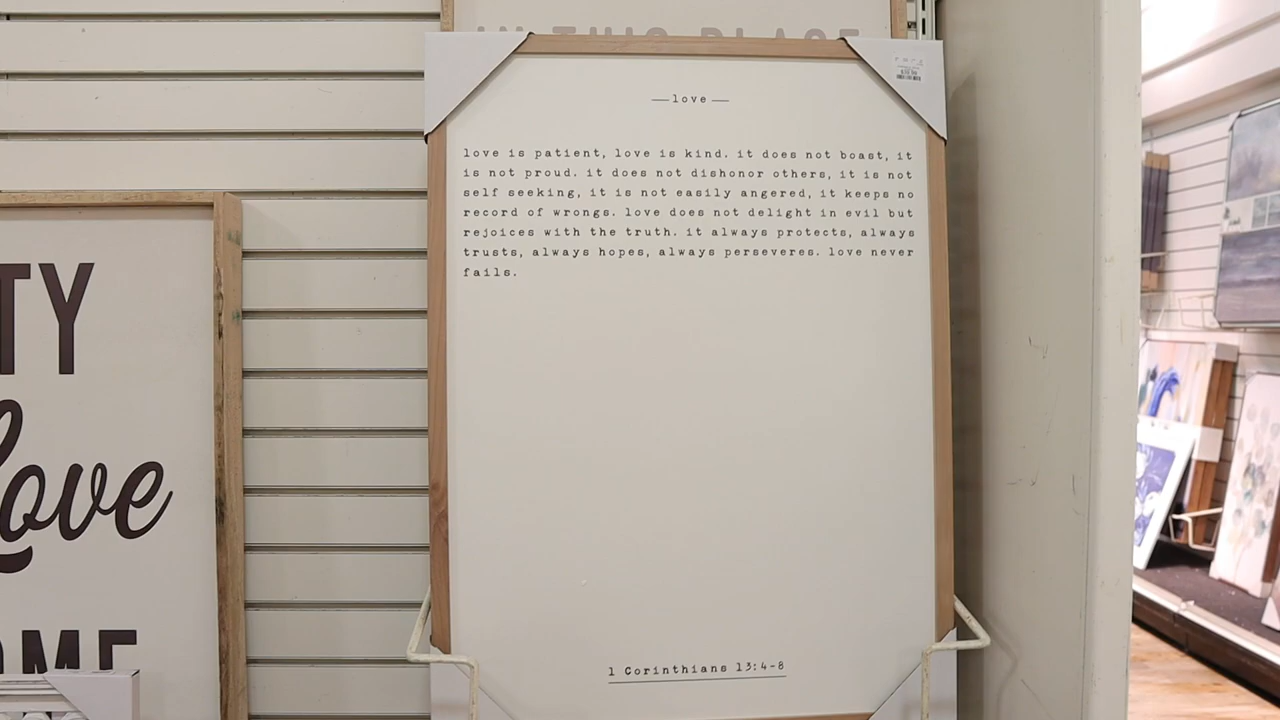 IN THIS PLACE
—love—
love is patient, love is kind. it does not boast, it
is not proud. it does not dishonor others, it is not
self seeking, it is not easily angered, it keeps no
record of wrongs. love does not delight in evil but
rejoices with the truth. it always protects, always
trusts, always hopes, always perseveres. love never
fails.
1 Corinthians 13:4-8
TY
love
OME